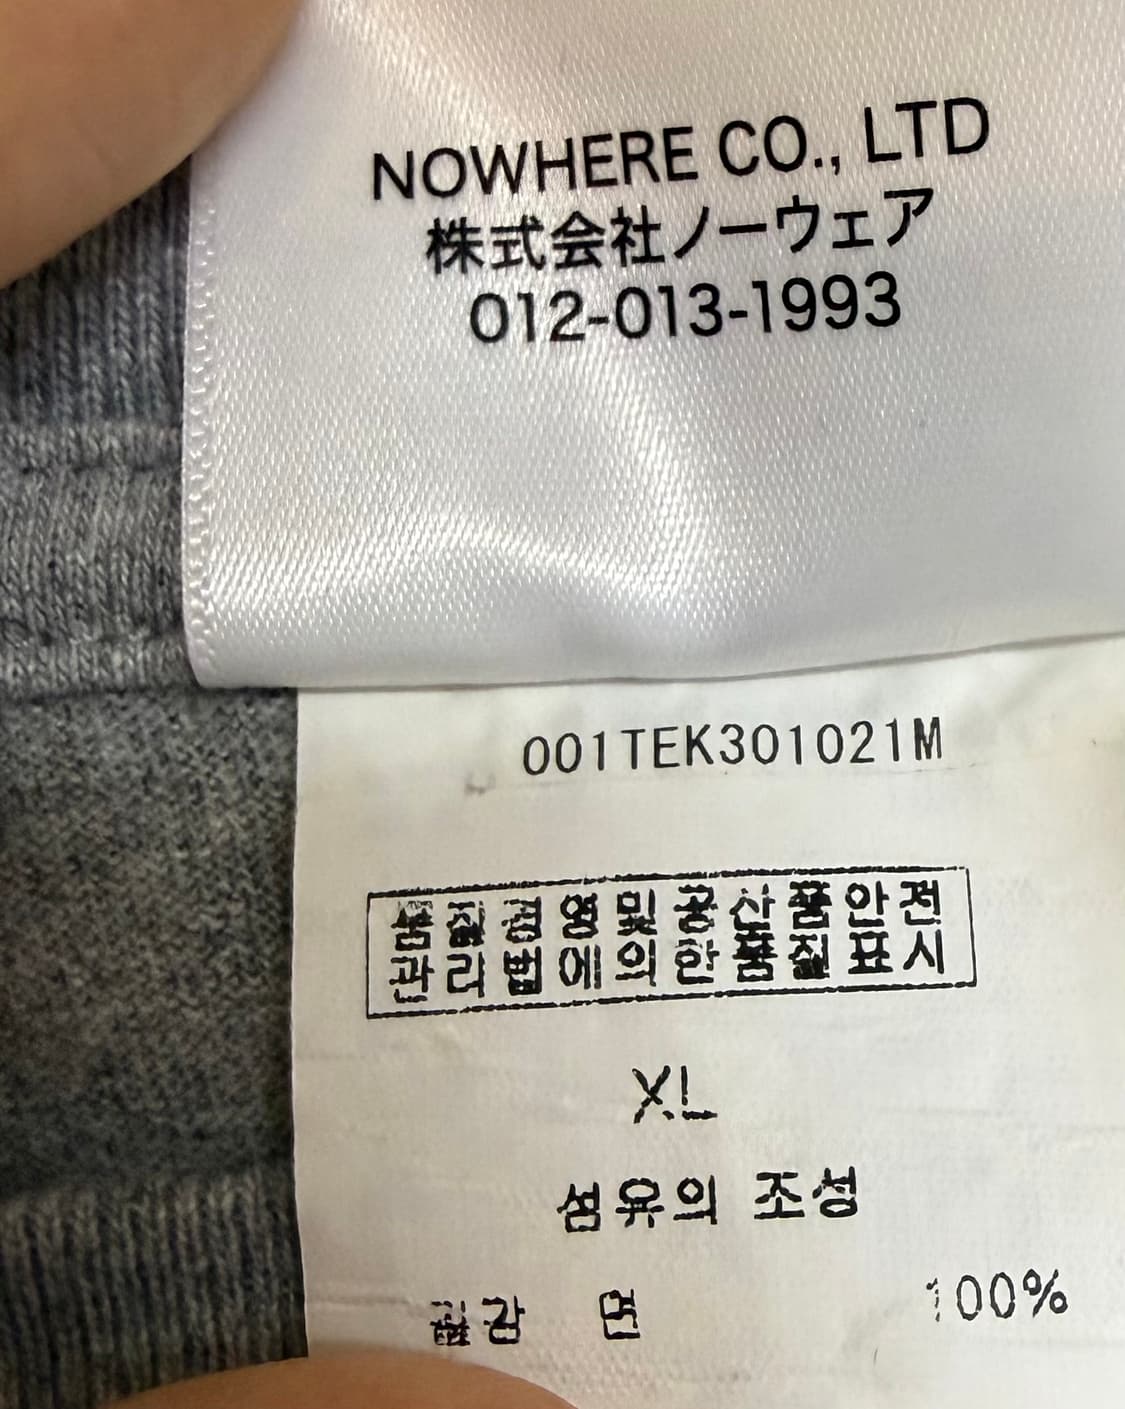 NOWHERE CO., LTD
株式会社ノーウェア
012-013-1993
001TEK301021M
품질경영및공산품안전
관리법에의한품질표시
XL
섬유의 조성
겉감 면 100%